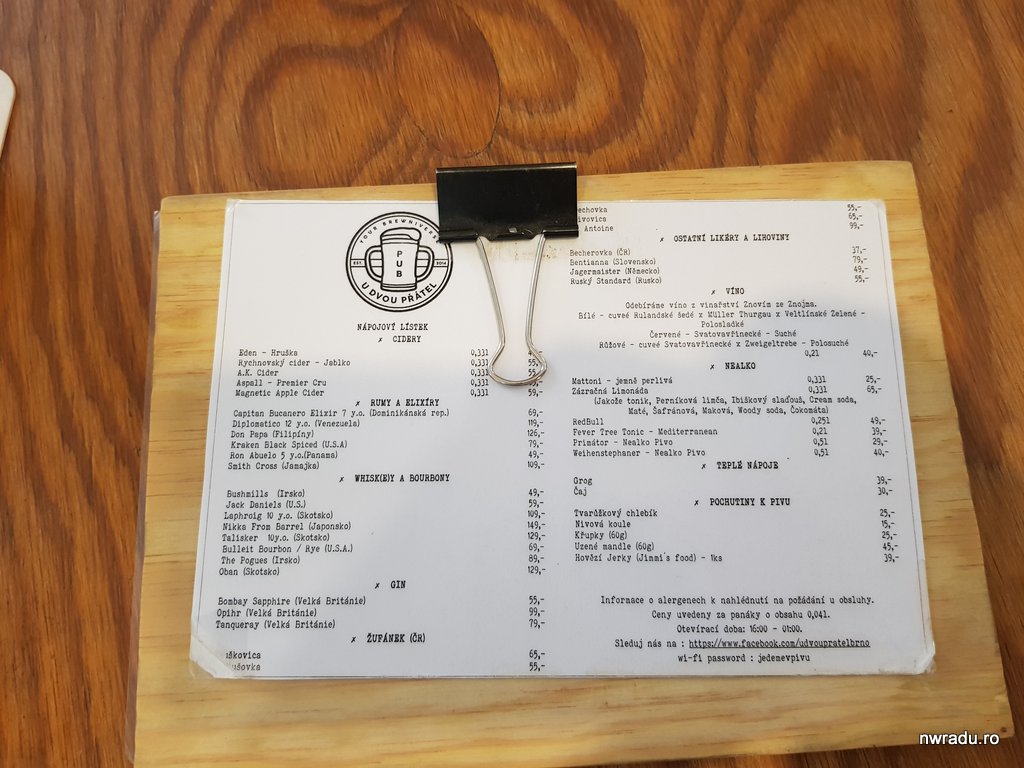 YOUR BREWNIVERS
PUB
EST. 2014
U DVOU PŘÁTEL
NÁPOJOVÝ LÍSTEK
x CIDERY
Eden - Hruška 0,33l
Rychnovský cider - Jablko 0,33l 55,-
A.K. Cider 0,33l 55,-
Aspall - Premier Cru 0,33l
Magnetic Apple Cider 0,33l 59,-
x RUMY A ELIXÍRY
Capitan Bucanero Elixir 7 y.o. (Dominikánská rep.) 69,-
Diplomatico 12 y.o. (Venezuela) 119,-
Don Papa (Filipíny) 126,-
Kraken Black Spiced (U.S.A) 79,-
Ron Abuelo 5 y.o.(Panama) 49,-
Smith Cross (Jamajka) 109,-
x WHISK(E)Y A BOURBONY
Bushmills (Irsko) 49,-
Jack Daniels (U.S.) 59,-
Laphroig 10 y.o. (Skotsko) 109,-
Nikka From Barrel (Japonsko) 149,-
Talisker 10y.o. (Skotsko) 129,-
Bulleit Bourbon / Rye (U.S.A.) 69,-
The Pogues (Irsko) 89,-
Oban (Skotsko) 129,-
x GIN
Bombay Sapphire (Velká Británie) 55,-
Opihr (Velká Británie) 99,-
Tanqueray (Velká Británie) 79,-
x ŽUFÁNEK (ČR)
uškovica 65,-
ušovka 55,-
echovka 55,-
ivovica 65,-
Antoine 99,-
x OSTATNÍ LIKÉRY A LIHOVINY
Becherovka (ČR) 37,-
Bentianna (Slovensko) 79,-
Jagermaister (Německo) 49,-
Ruský Standard (Rusko) 55,-
x VÍNO
Odebíráme víno z vinařství Znovím ze Znojma.
Bílé - cuveé Rulandské šedé x Müller Thurgau x Veltlínské Zelené -
Polosladké
Červené - Svatovavřinecké - Suché
Růžové - cuveé Svatovavřinecké x Zweigeltrebe - Polosuché
0,2l 40,-
x NEALKO
Mattoni - jemně perlivá 0,33l 25,-
Zázračná Limonáda 0,33l 65,-
(Jakože tonik, Perníková limča, Ibiškový slaďouš, Cream soda,
Maté, Šafránová, Maková, Woody soda, Čokomáta)
RedBull 0,25l 49,-
Fever Tree Tonic - Mediterranean 0,2l 39,-
Primátor - Nealko Pivo 0,5l 29,-
Weihenstephaner - Nealko Pivo 0,5l 40,-
x TEPLÉ NÁPOJE
Grog 39,-
Čaj 30,-
x POCHUTINY K PIVU
Tvarůžkový chlebík 25,-
Nivová koule 15,-
Křupky (60g) 25,-
Uzené mandle (60g) 45,-
Hovězí Jerky (Jimmi's food) - 1ks 39,-
Informace o alergenech k nahlédnutí na požádání u obsluhy.
Ceny uvedeny za panáky o obsahu 0,04l.
Otevírací doba: 16:00 - 01:00.
Sleduj nás na : https://www.facebook.com/udvoupratelbrno
wi-fi password : jedemevpivu
nwradu.ro